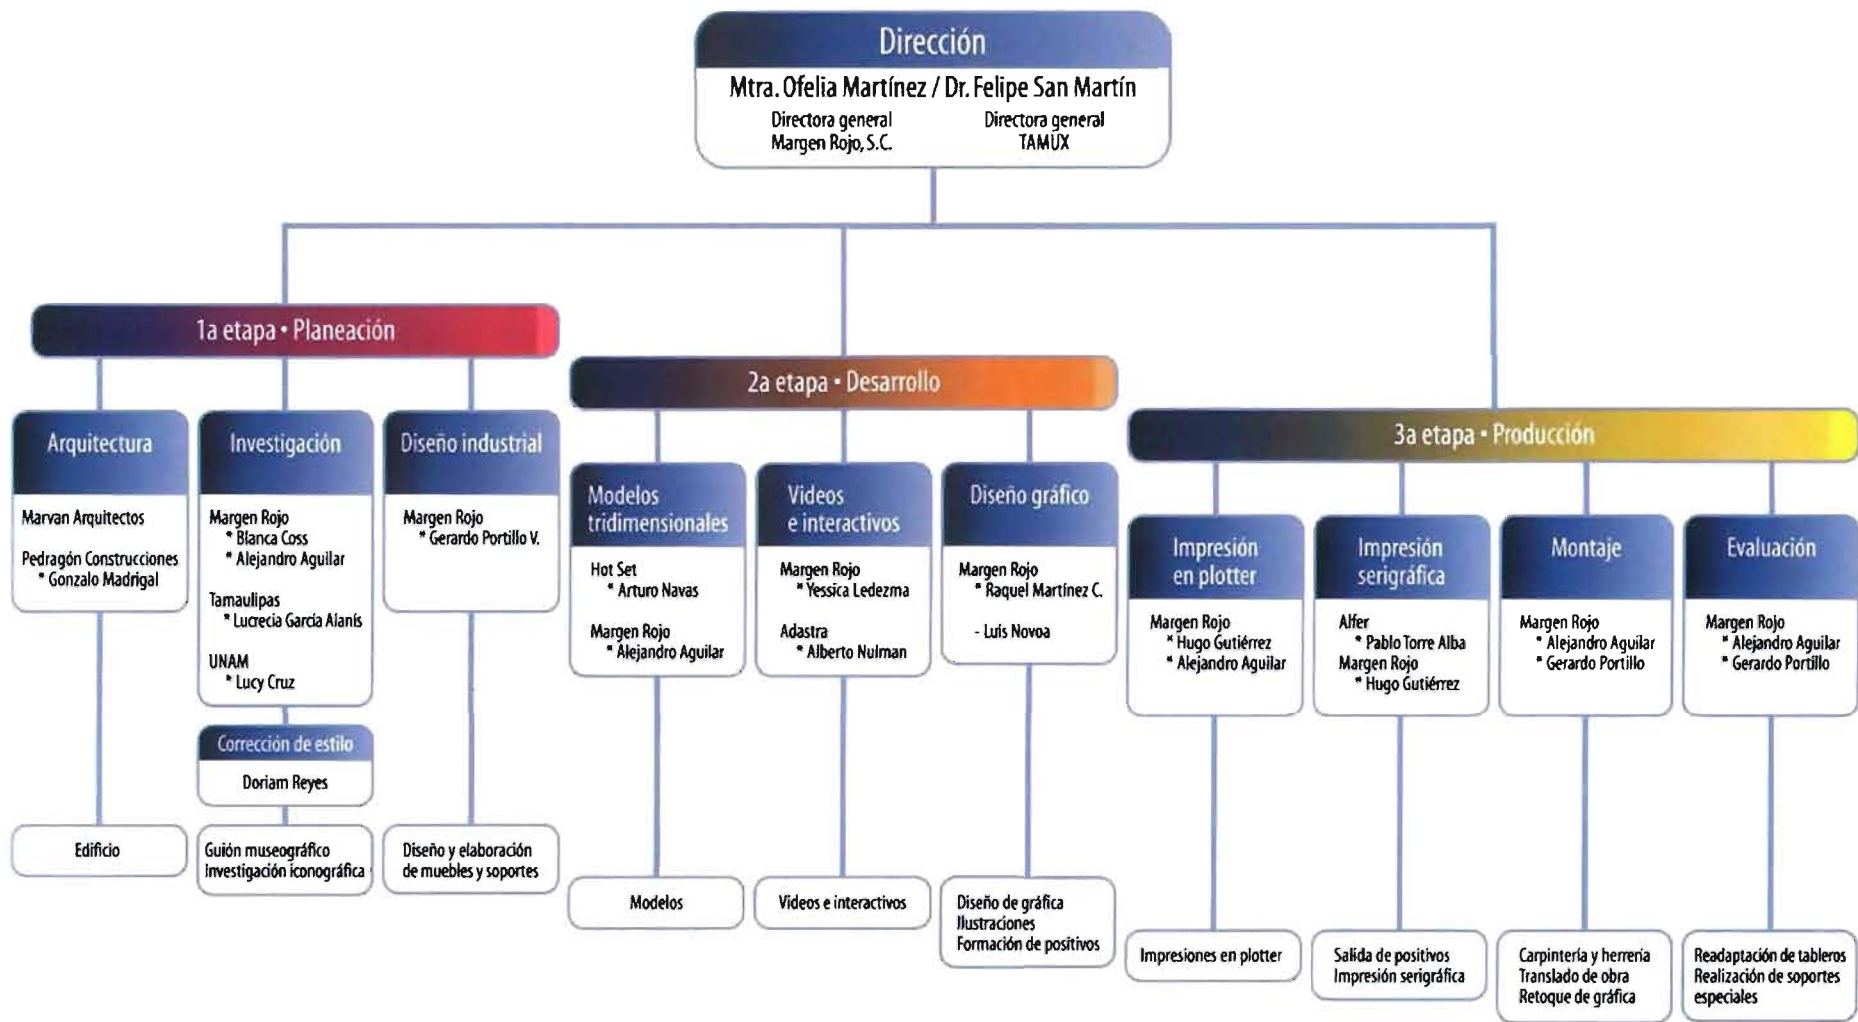 Dirección
Mtra. Ofelia Martínez / Dr. Felipe San Martín
Directora general
Margen Rojo, S.C.
Directora general
TAMUX
1a etapa • Planeación
Arquitectura
Marvan Arquitectos
Pedragón Construcciones
* Gonzalo Madrigal
Edificio
Investigación
Margen Rojo
* Blanca Coss
* Alejandro Aguilar
Tamaulipas
* Lucrecia García Alanís
UNAM
* Lucy Cruz
Corrección de estilo
Doriam Reyes
Guión museográfico
Investigación iconográfica
Diseño industrial
Margen Rojo
* Gerardo Portillo V.
Diseño y elaboración
de muebles y soportes
2a etapa • Desarrollo
Modelos
tridimensionales
Hot Set
* Arturo Navas
Margen Rojo
* Alejandro Aguilar
Modelos
Videos
e interactivos
Margen Rojo
* Yessica Ledezma
Adastra
* Alberto Nulman
Videos e interactivos
Diseño gráfico
Margen Rojo
* Raquel Martínez C.
- Luis Novoa
Diseño de gráfica
Ilustraciones
Formación de positivos
3a etapa • Producción
Impresión
en plotter
Margen Rojo
* Hugo Gutiérrez
* Alejandro Aguilar
Impresiones en plotter
Impresión
serigráfica
Alfer
* Pablo Torre Alba
Margen Rojo
* Hugo Gutiérrez
Salida de positivos
Impresión serigráfica
Montaje
Margen Rojo
* Alejandro Aguilar
* Gerardo Portillo
Carpintería y herrería
Translado de obra
Retoque de gráfica
Evaluación
Margen Rojo
* Alejandro Aguilar
* Gerardo Portillo
Readaptación de tableros
Realización de soportes
especiales